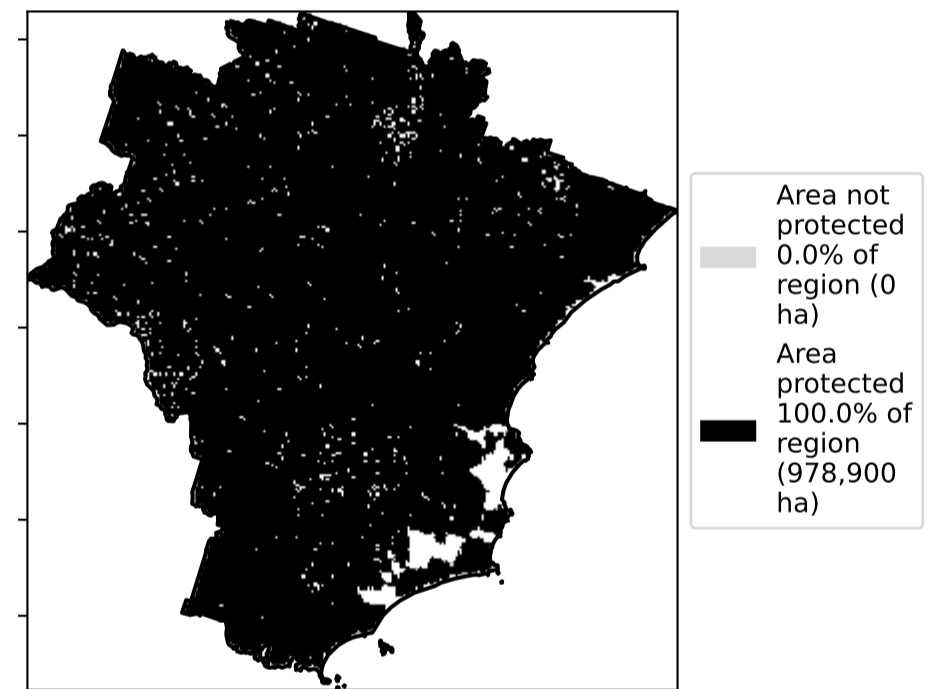 Area not
protected
0.0% of
region (0
ha)
Area
protected
100.0% of
region
(978,900
ha)